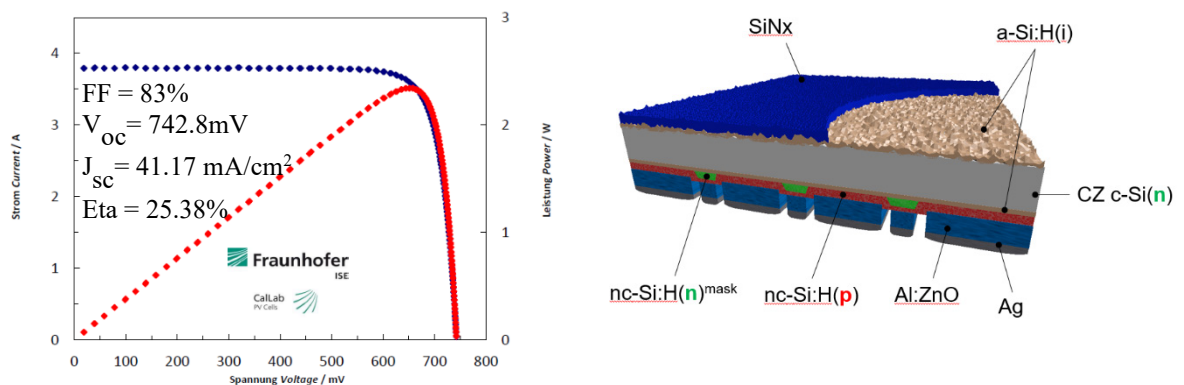 Strom Current / A
4
3
2
1
0
FF = 83%
V_oc = 742.8mV
J_sc = 41.17 mA/cm²
Eta = 25.38%
Fraunhofer
ISE
CalLab
PV Cells
0 100 200 300 400 500 600 700 800
Spannung Voltage / mV
3
2
1
0
Leistung Power / W
SiNx
a-Si:H(i)
CZ c-Si(n)
nc-Si:H(n)mask
nc-Si:H(p)
Al:ZnO
Ag